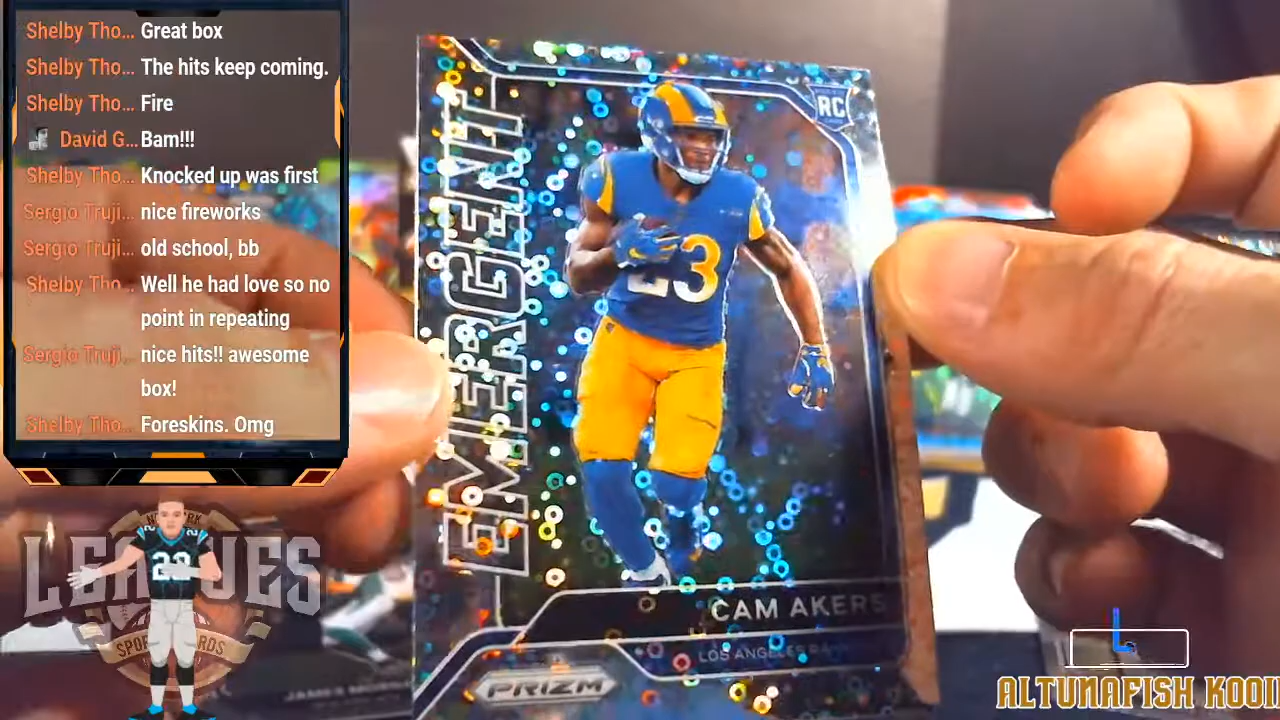 Shelby Tho... Great box
Shelby Tho... The hits keep coming.
Shelby Tho... Fire
David G... Bam!!!
Shelby Tho... Knocked up was first
Sergio Truji... nice fireworks
Sergio Truji... old school, bb
Shelby Tho... Well he had love so no
point in repeating
Sergio Truji... nice hits!! awesome
box!
Shelby Tho... Foreskins. Omg
LEAGUES
SPORTS CARDS
22
EMERGENT
RC
23
CAM AKERS
LOS ANGELES RAMS
PRIZM
L
ALTUNAFISH KOOI